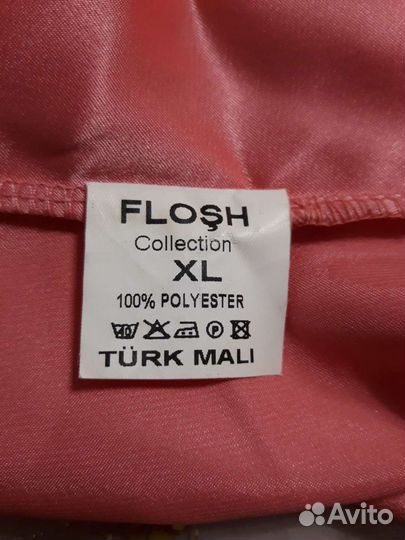 FLOŞH
Collection
XL
100% POLYESTER
TÜRK MALI
Avito